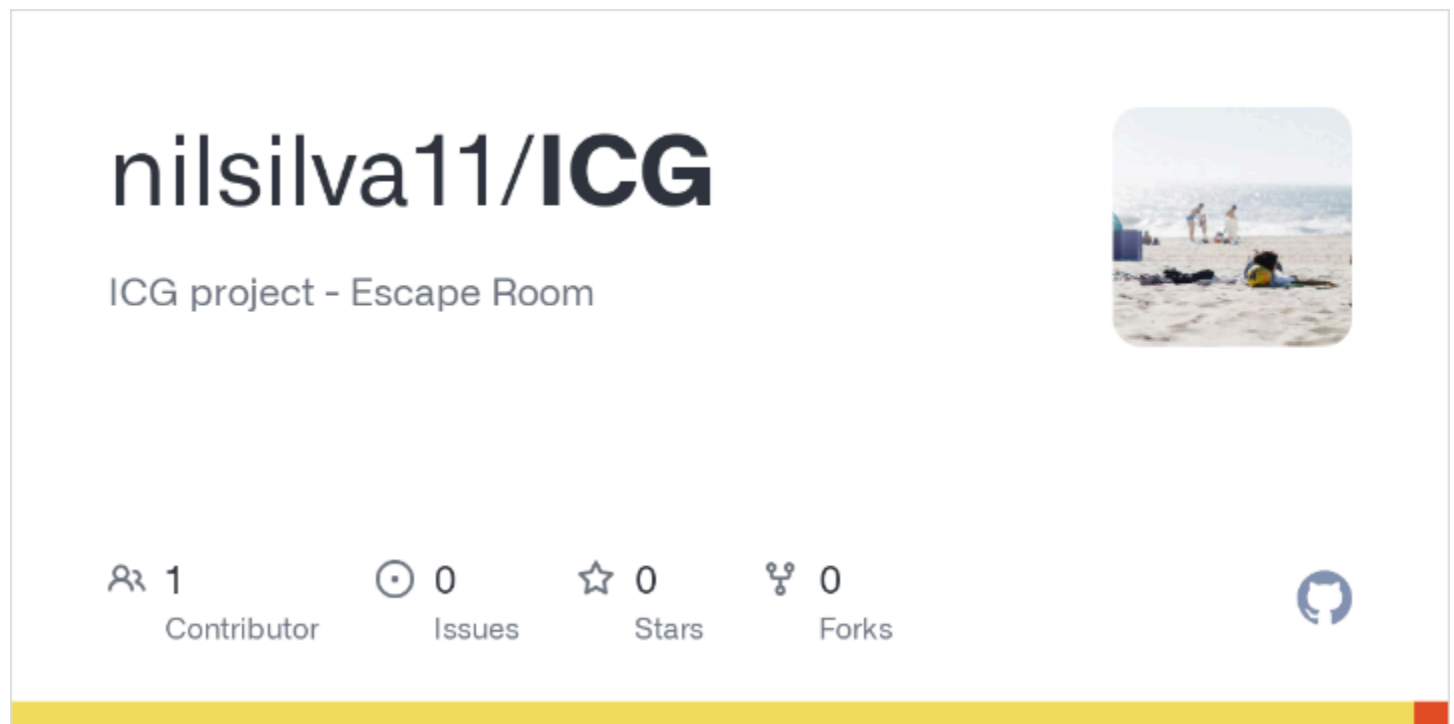 nilsilva11/ICG
ICG project - Escape Room
1 0 0 0
Contributor Issues Stars Forks